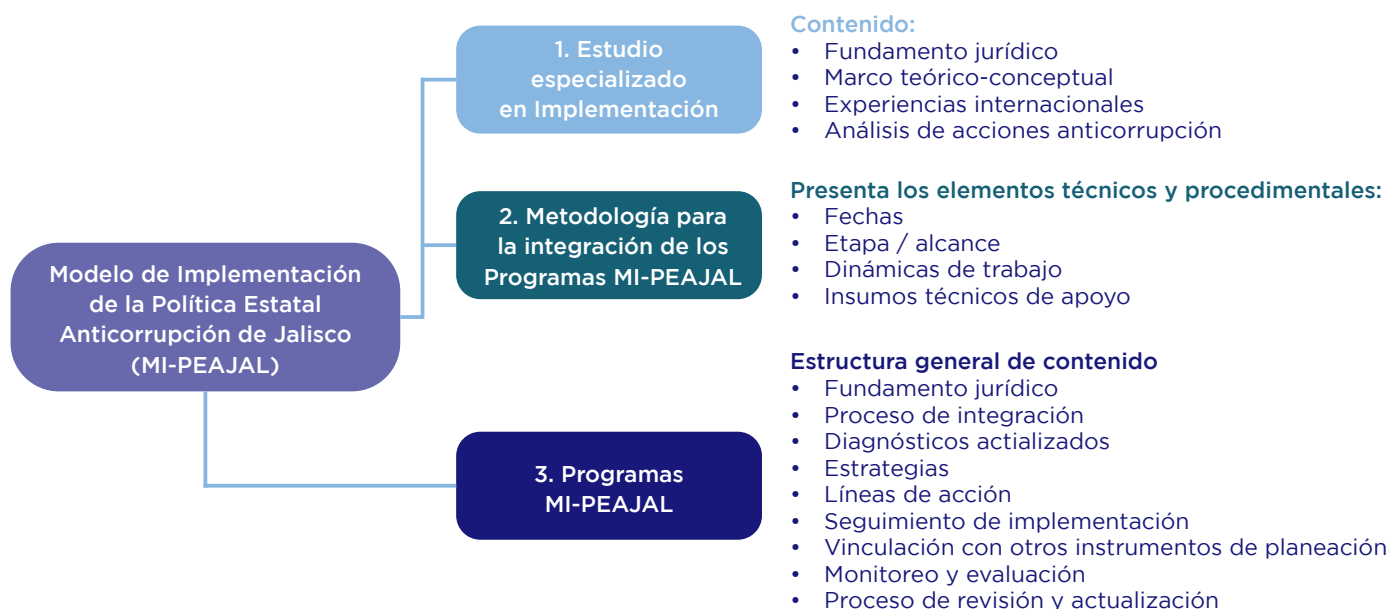 Modelo de Implementación
de la Política Estatal
Anticorrupción de Jalisco
(MI-PEAJAL)
1. Estudio
especializado
en Implementación
Contenido:
• Fundamento jurídico
• Marco teórico-conceptual
• Experiencias internacionales
• Análisis de acciones anticorrupción
2. Metodología para
la integración de los
Programas MI-PEAJAL
Presenta los elementos técnicos y procedimentales:
• Fechas
• Etapa / alcance
• Dinámicas de trabajo
• Insumos técnicos de apoyo
3. Programas
MI-PEAJAL
Estructura general de contenido
• Fundamento jurídico
• Proceso de integración
• Diagnósticos actializados
• Estrategias
• Líneas de acción
• Seguimiento de implementación
• Vinculación con otros instrumentos de planeación
• Monitoreo y evaluación
• Proceso de revisión y actualización